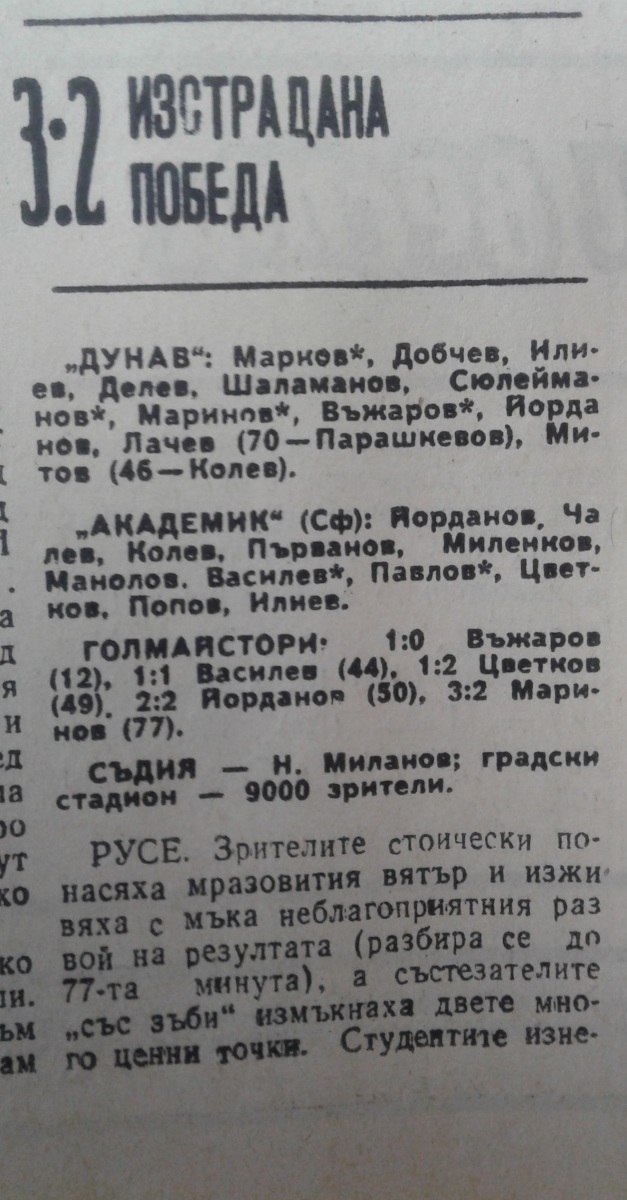 3:2 ИЗСТРАДАНА
ПОБЕДА
„ДУНАВ“: Марков*, Добчев, Или-
ев, Делев, Шаламанов, Сюлейма-
нов*, Маринов*, Въжаров*, Йорда
нов, Лачев (70—Парашкевов), Ми-
тов (46—Колев).
„АКАДЕМИК“ (Сф): Йорданов, Ча
лев, Колев, Първанов, Миленков,
Манолов. Василев*, Павлов*, Цвет-
ков, Попов, Илиев.
ГОЛМАЙСТОРИ: 1:0 Въжаров
(12), 1:1 Василев (44), 1:2 Цветков
(49), 2:2 Йорданов (50), 3:2 Мари-
нов (77).
СЪДИЯ — Н. Миланов; градски
стадион — 9000 зрители.
РУСЕ. Зрителите стоически по-
насяха мразовития вятър и изжи
вяха с мъка неблагоприятния раз
вой на резултата (разбира се до
77-та минута), а състезателите
„със зъби“ измъкнаха двете мно-
го ценни точки. Студентите изне-